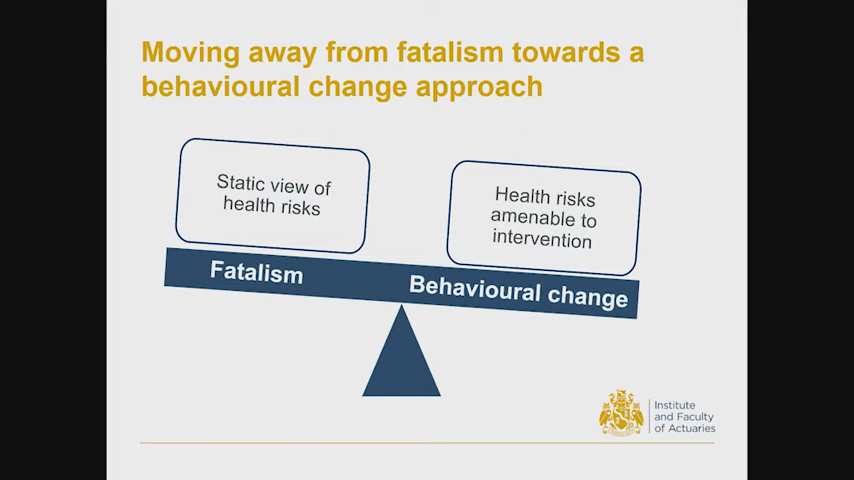 Moving away from fatalism towards a
behavioural change approach
Static view of
health risks
Health risks
amenable to
intervention
Fatalism
Behavioural change
Institute
and Faculty
of Actuaries